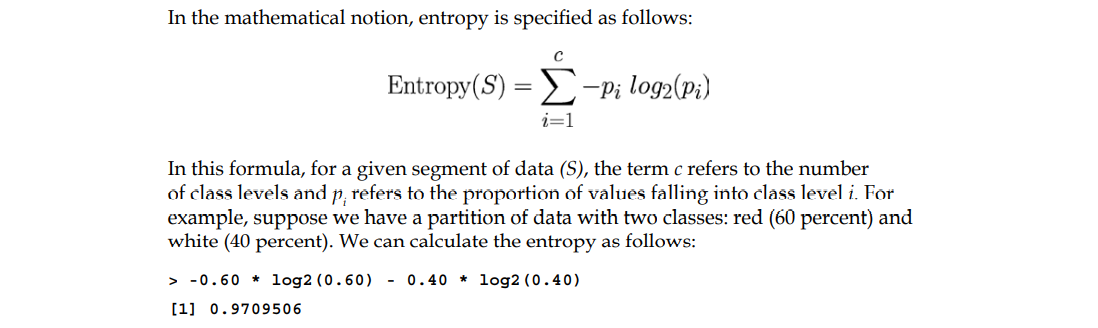 In the mathematical notion, entropy is specified as follows:
Entropy(S) = \sum_{i=1}^{c} -p_i log_2(p_i)
In this formula, for a given segment of data (S), the term c refers to the number
of class levels and p_i refers to the proportion of values falling into class level i. For
example, suppose we have a partition of data with two classes: red (60 percent) and
white (40 percent). We can calculate the entropy as follows:
> -0.60 * log2(0.60) - 0.40 * log2(0.40)
[1] 0.9709506